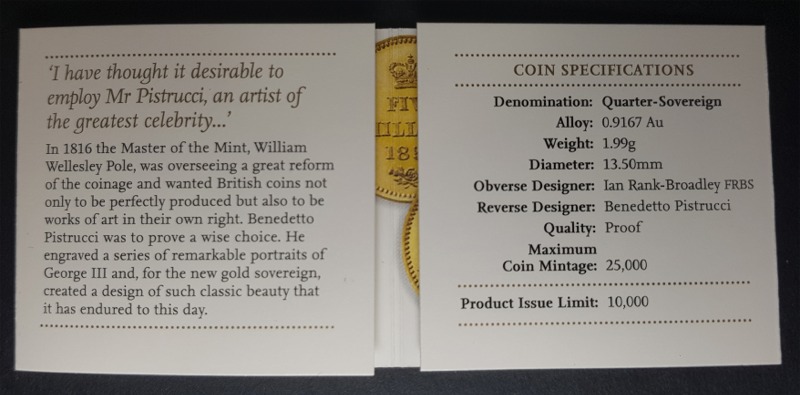 ‘I have thought it desirable to
employ Mr Pistrucci, an artist of
the greatest celebrity...’
In 1816 the Master of the Mint, William
Wellesley Pole, was overseeing a great reform
of the coinage and wanted British coins not
only to be perfectly produced but also to be
works of art in their own right. Benedetto
Pistrucci was to prove a wise choice. He
engraved a series of remarkable portraits of
George III and, for the new gold sovereign,
created a design of such classic beauty that
it has endured to this day.
FIV
HILLI
COIN SPECIFICATIONS
Denomination: Quarter-Sovereign
Alloy: 0.9167 Au
Weight: 1.99g
Diameter: 13.50mm
Obverse Designer: Ian Rank-Broadley FRBS
Reverse Designer: Benedetto Pistrucci
Quality: Proof
Maximum
Coin Mintage: 25,000
Product Issue Limit: 10,000